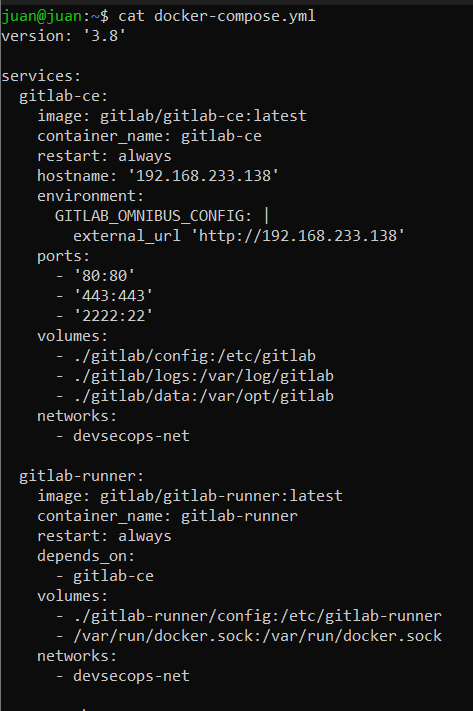 juan@juan:~$ cat docker-compose.yml
version: '3.8'

services:
  gitlab-ce:
    image: gitlab/gitlab-ce:latest
    container_name: gitlab-ce
    restart: always
    hostname: '192.168.233.138'
    environment:
      GITLAB_OMNIBUS_CONFIG: |
        external_url 'http://192.168.233.138'
    ports:
      - '80:80'
      - '443:443'
      - '2222:22'
    volumes:
      - ./gitlab/config:/etc/gitlab
      - ./gitlab/logs:/var/log/gitlab
      - ./gitlab/data:/var/opt/gitlab
    networks:
      - devsecops-net

  gitlab-runner:
    image: gitlab/gitlab-runner:latest
    container_name: gitlab-runner
    restart: always
    depends_on:
      - gitlab-ce
    volumes:
      - ./gitlab-runner/config:/etc/gitlab-runner
      - /var/run/docker.sock:/var/run/docker.sock
    networks:
      - devsecops-net